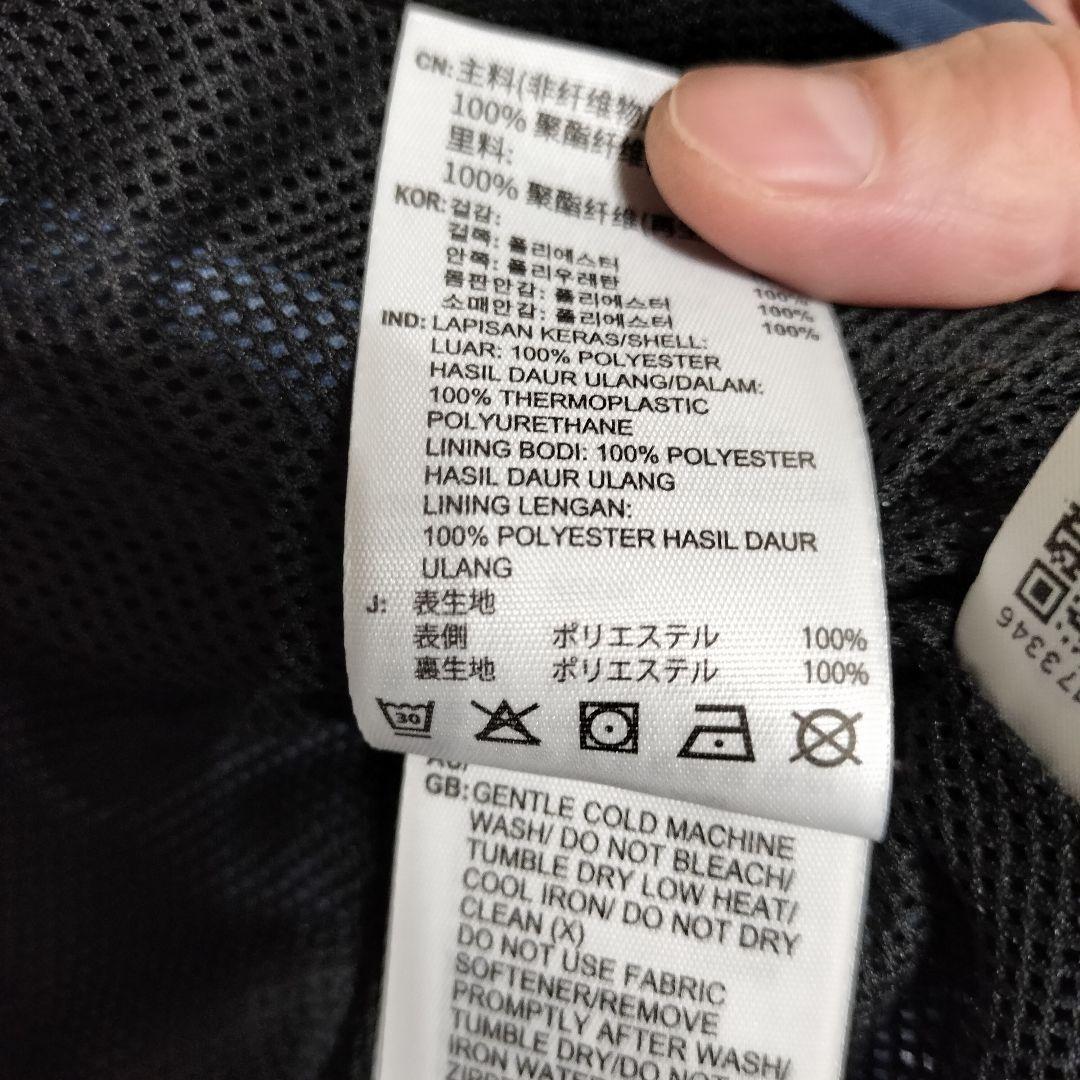 CN: 主料(非纤维物
100% 聚酯纤维
里料:
100% 聚酯纤维(再生
KOR: 겉감:
겉쪽: 폴리에스터
안쪽: 폴리우레탄 100%
몸판안감: 폴리에스터 100%
소매안감: 폴리에스터 100%
IND: LAPISAN KERAS/SHELL:
LUAR: 100% POLYESTER
HASIL DAUR ULANG/DALAM:
100% THERMOPLASTIC
POLYURETHANE
LINING BODI: 100% POLYESTER
HASIL DAUR ULANG
LINING LENGAN:
100% POLYESTER HASIL DAUR
ULANG
J: 表生地
表側 ポリエステル 100%
裏生地 ポリエステル 100%
30
GB: GENTLE COLD MACHINE
WASH/ DO NOT BLEACH/
TUMBLE DRY LOW HEAT/
COOL IRON/ DO NOT DRY
CLEAN (X)
DO NOT USE FABRIC
SOFTENER/REMOVE
PROMPTLY AFTER WASH/
TUMBLE DRY/DO NOT
IRON
173346